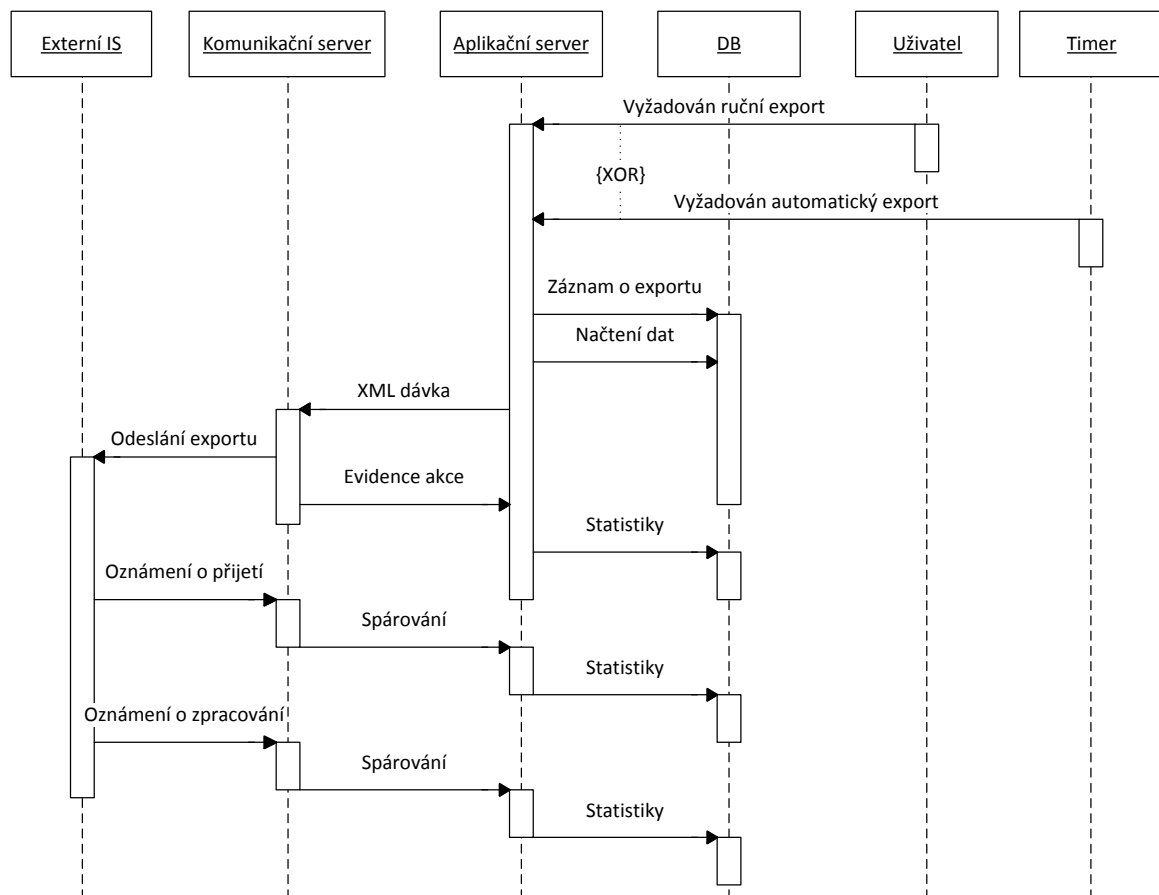 Externí IS
Komunikační server
Aplikační server
DB
Uživatel
Timer
Vyžadován ruční export
{XOR}
Vyžadován automatický export
Záznam o exportu
Načtení dat
XML dávka
Odeslání exportu
Evidence akce
Statistiky
Oznámení o přijetí
Spárování
Statistiky
Oznámení o zpracování
Spárování
Statistiky